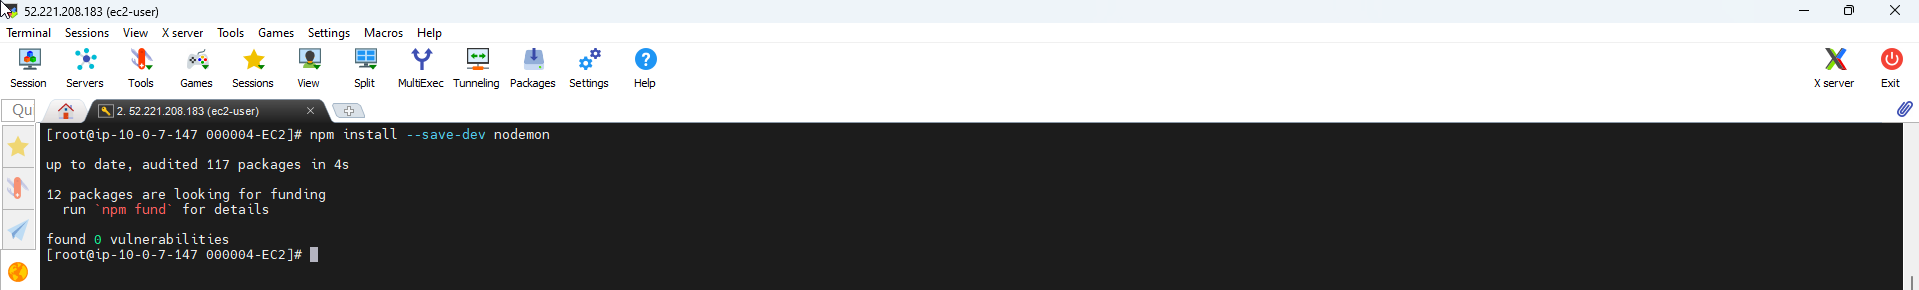 52.221.208.183 (ec2-user)
Terminal Sessions View X server Tools Games Settings Macros Help
Session Servers Tools Games Sessions View Split MultiExec Tunneling Packages Settings Help X server Exit
Qu 2. 52.221.208.183 (ec2-user)
[root@ip-10-0-7-147 000004-EC2]# npm install --save-dev nodemon
up to date, audited 117 packages in 4s
12 packages are looking for funding
run `npm fund` for details
found 0 vulnerabilities
[root@ip-10-0-7-147 000004-EC2]#